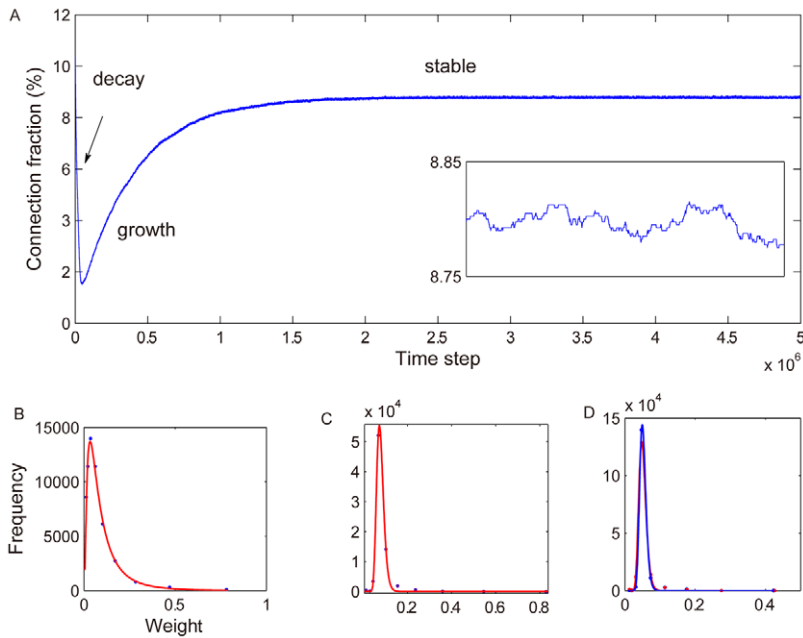 A
Connection fraction (%)
12
10
8
6
3
2
0
decay
growth
stable
8.85
8.75
0 0.5 1 1.5 2 2.5 3 3.5 4 4.5 5
Time step
x 10^6
B
Frequency
15000
10000
5000
0
0 0.5 1
Weight
C
x 10^4
5
4
3
2
1
0
0.2 0.4 0.6 0.8
D
x 10^4
15
10
5
0
0 0.2 0.4